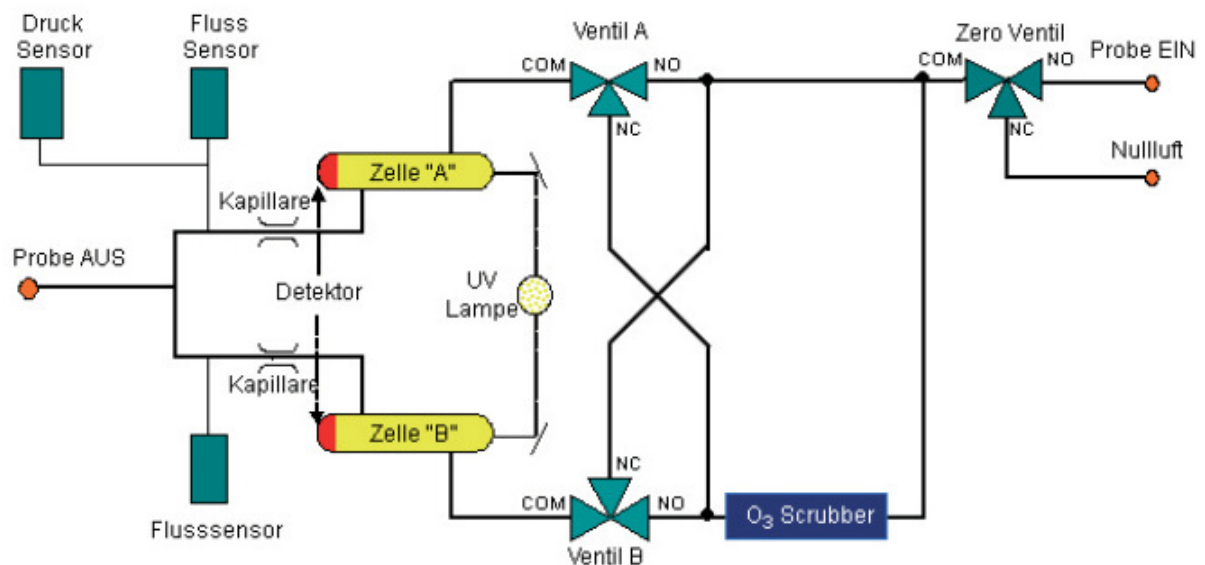 Druck
Sensor
Fluss
Sensor
Ventil A
Zero Ventil
COM
NO
NC
COM
NO
NC
Probe EIN
Nullluft
Zelle "A"
Kapillare
Probe AUS
Detektor
UV
Lampe
Kapillare
Zelle "B"
NC
COM
NO
O₃ Scrubber
Flusssensor
Ventil B